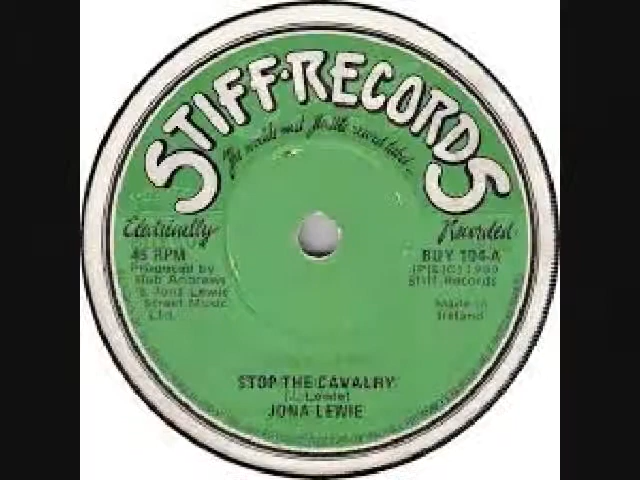 STIFF·RECORDS
The world's most flexible record label...
Electrically
Recorded
45 RPM
Produced by
Bob Andrews
& Jona Lewie
Street Music
Ltd.
BUY 104-A
(P)&(C) 1980
Stiff Records
Made in
Ireland
STOP THE CAVALRY
(J. Lewie)
JONA LEWIE